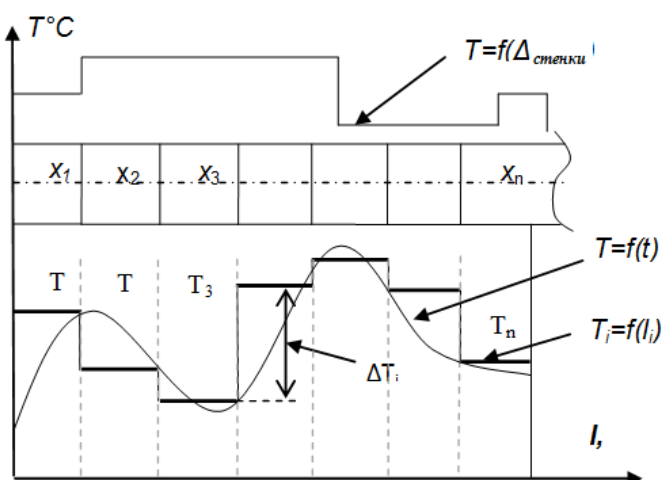 T°C
T=f(Δстенки)
X1 X2 X3 Xn
T T T3
T=f(t)
Tn
Ti=f(li)
ΔTi
l,